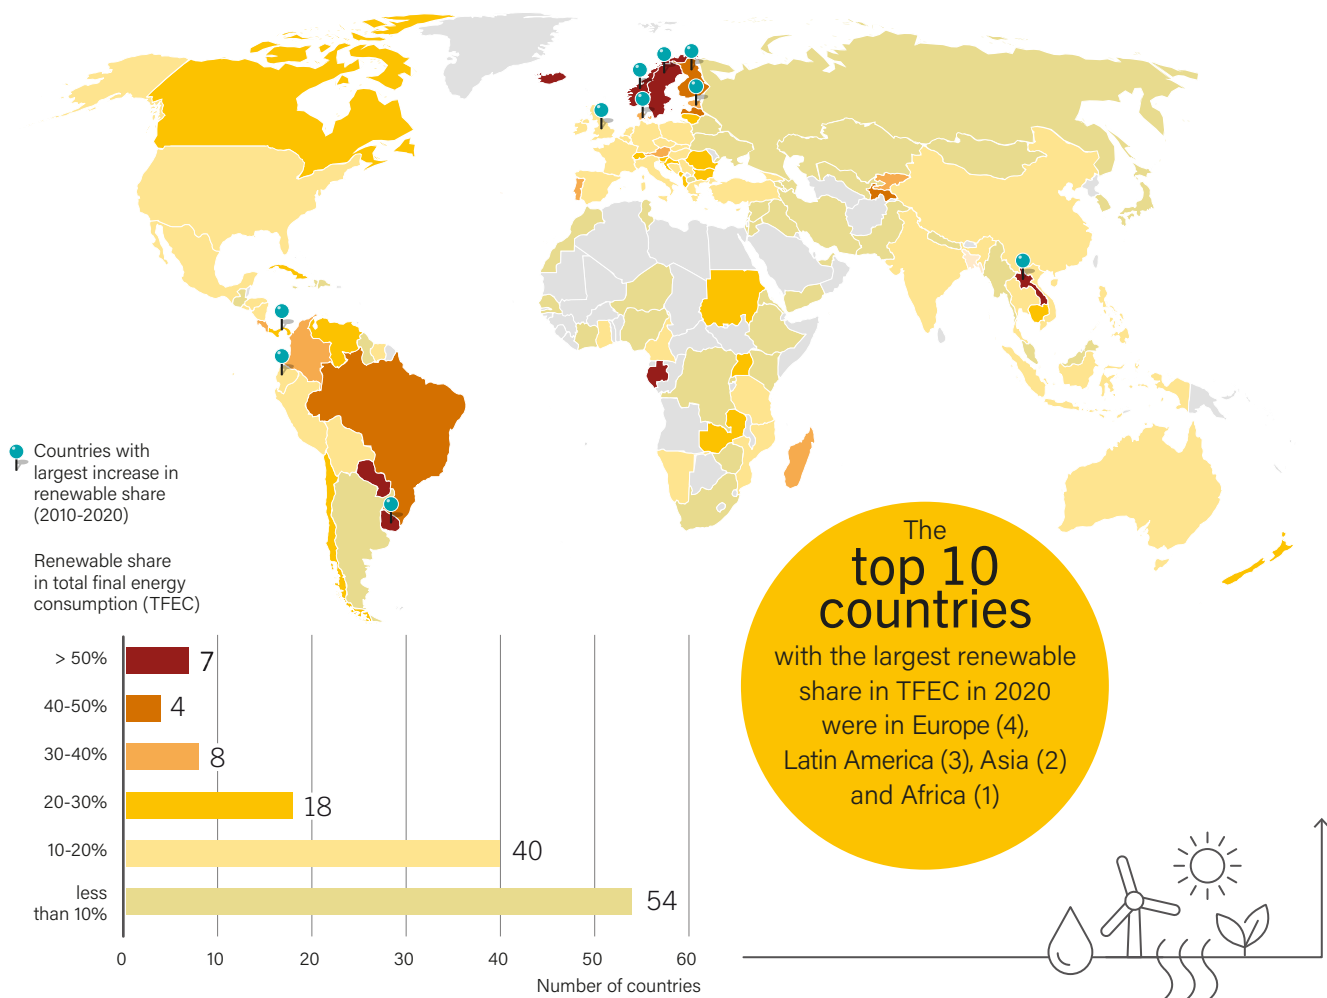 Countries with
largest increase in
renewable share
(2010-2020)
Renewable share
in total final energy
consumption (TFEC)
> 50%
7
40-50%
4
30-40%
8
20-30%
18
10-20%
40
less
than 10%
54
0 10 20 30 40 50 60
Number of countries
The
top 10
countries
with the largest renewable
share in TFEC in 2020
were in Europe (4),
Latin America (3), Asia (2)
and Africa (1)